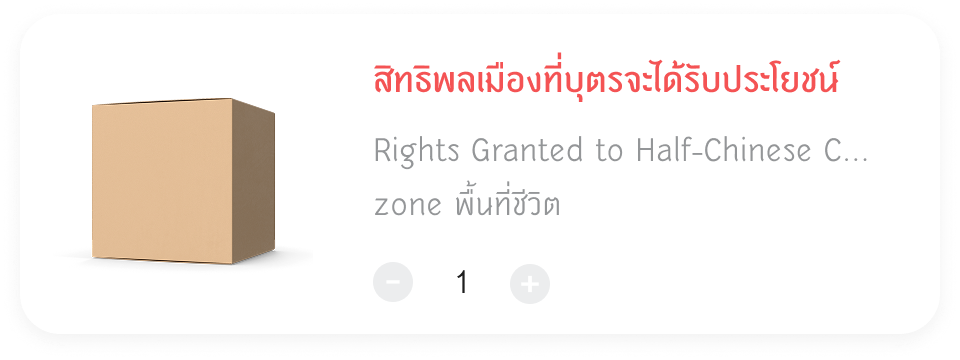 สิทธิพลเมืองที่บุตรจะได้รับประโยชน์
Rights Granted to Half-Chinese C...
zone พื้นที่ชีวิต
- 1 +